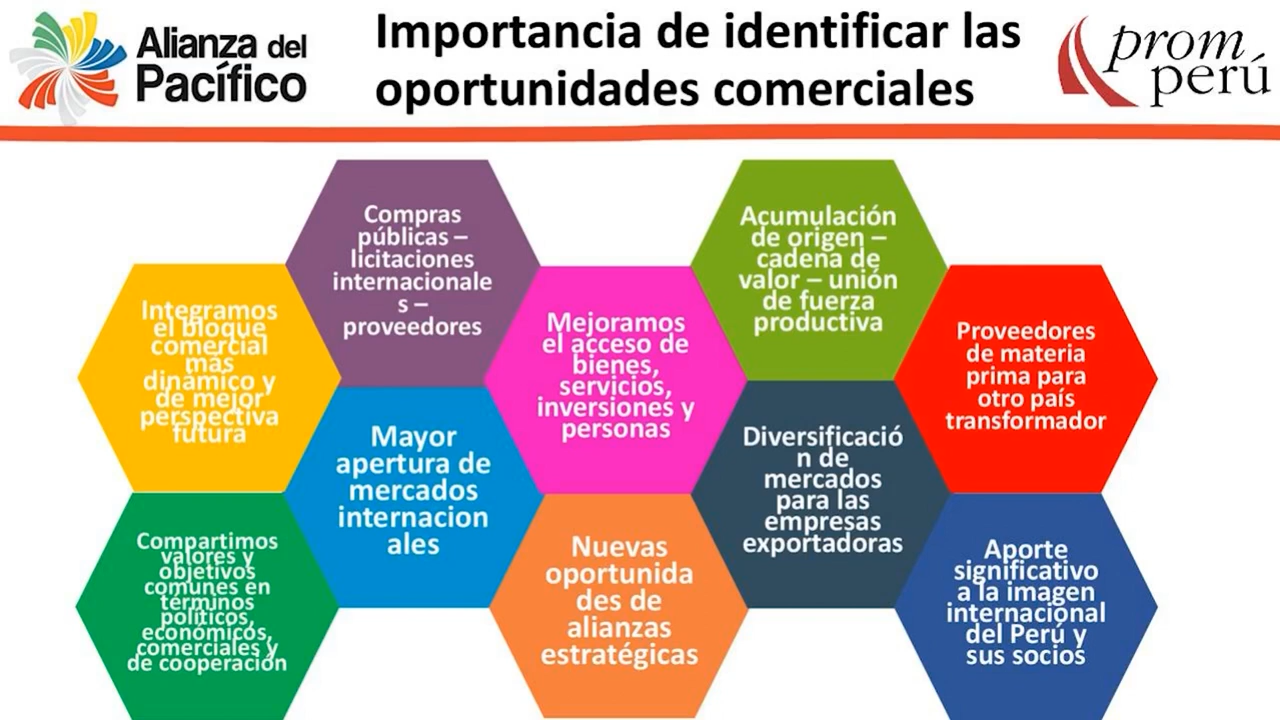 Alianza del
Pacífico
Importancia de identificar las
oportunidades comerciales
prom
perú
Integramos
el bloque
comercial
más
dinámico y
de mejor
perspectiva
futura
Compras
públicas –
licitaciones
internacionale
s –
proveedores
Mejoramos
el acceso de
bienes,
servicios,
inversiones y
personas
Acumulación
de origen –
cadena de
valor – unión
de fuerza
productiva
Proveedores
de materia
prima para
otro país
transformador
Compartimos
valores y
objetivos
comunes en
términos
políticos,
económicos,
comerciales y
de cooperación
Mayor
apertura de
mercados
internacion
ales
Nuevas
oportunida
des de
alianzas
estratégicas
Diversificació
n de
mercados
para las
empresas
exportadoras
Aporte
significativo
a la imagen
internacional
del Perú y
sus socios